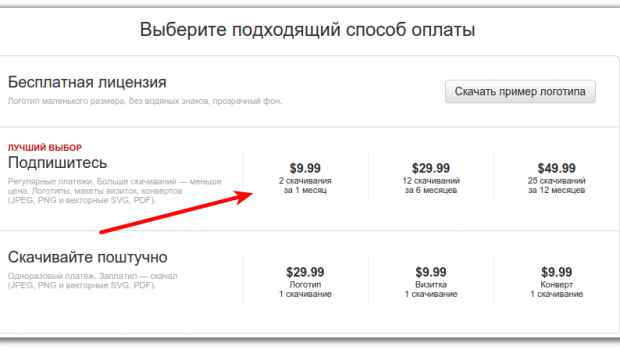 Выберите подходящий способ оплаты
Бесплатная лицензия
Логотип маленького размера, без водяных знаков, прозрачный фон.
Скачать пример логотипа
ЛУЧШИЙ ВЫБОР
Подпишитесь
Регулярные платежи. Больше скачиваний — меньше
цена. Логотипы, макеты визиток, конвертов
(JPEG, PNG и векторные SVG, PDF).
$9.99
2 скачивания
за 1 месяц
$29.99
12 скачиваний
за 6 месяцев
$49.99
25 скачиваний
за 12 месяцев
Скачивайте поштучно
Одноразовый платеж. Заплатил — скачал
(JPEG, PNG и векторные SVG, PDF).
$29.99
Логотип
1 скачивание
$9.99
Визитка
1 скачивание
$9.99
Конверт
1 скачивание